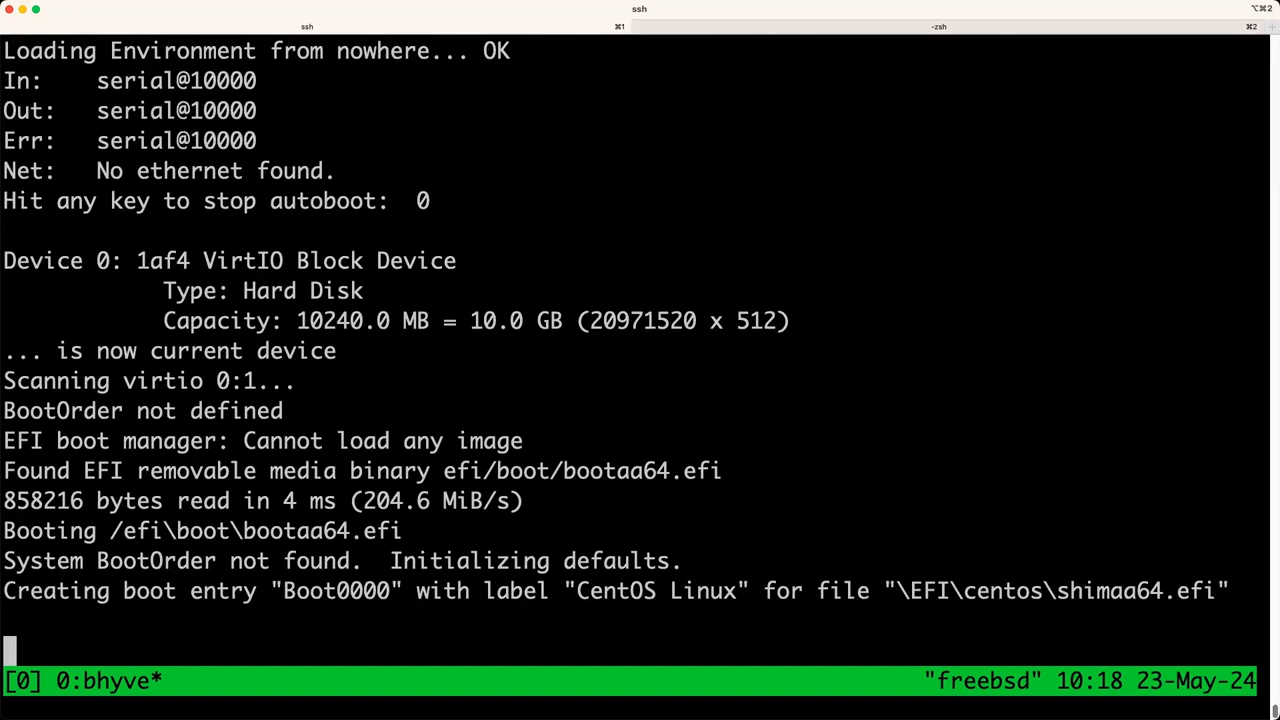 ssh
⌥⌘2
ssh
⌘1
-zsh
⌘2
Loading Environment from nowhere... OK
In:    serial@10000
Out:   serial@10000
Err:   serial@10000
Net:   No ethernet found.
Hit any key to stop autoboot:  0
Device 0: 1af4 VirtIO Block Device
            Type: Hard Disk
            Capacity: 10240.0 MB = 10.0 GB (20971520 x 512)
... is now current device
Scanning virtio 0:1...
BootOrder not defined
EFI boot manager: Cannot load any image
Found EFI removable media binary efi/boot/bootaa64.efi
858216 bytes read in 4 ms (204.6 MiB/s)
Booting /efi\boot\bootaa64.efi
System BootOrder not found.  Initializing defaults.
Creating boot entry "Boot0000" with label "CentOS Linux" for file "\EFI\centos\shimaa64.efi"
[0] 0:bhyve* "freebsd" 10:18 23-May-24